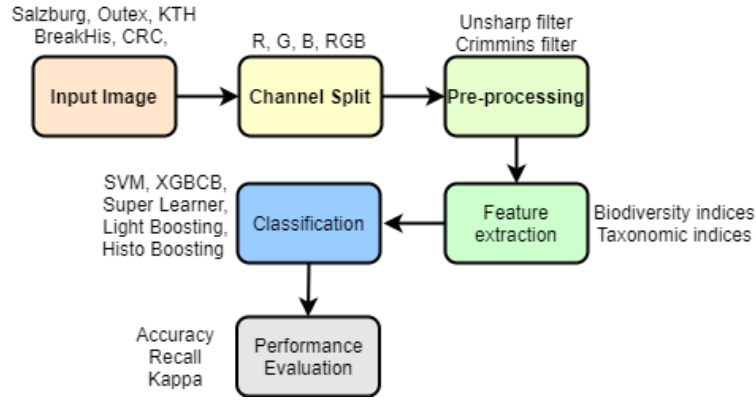 Salzburg, Outex, KTH
BreakHis, CRC,
Input Image
R, G, B, RGB
Channel Split
Unsharp filter
Crimmins filter
Pre-processing
Feature
extraction
Biodiversity indices
Taxonomic indices
SVM, XGBCB,
Super Learner,
Light Boosting,
Histo Boosting
Classification
Accuracy
Recall
Kappa
Performance
Evaluation